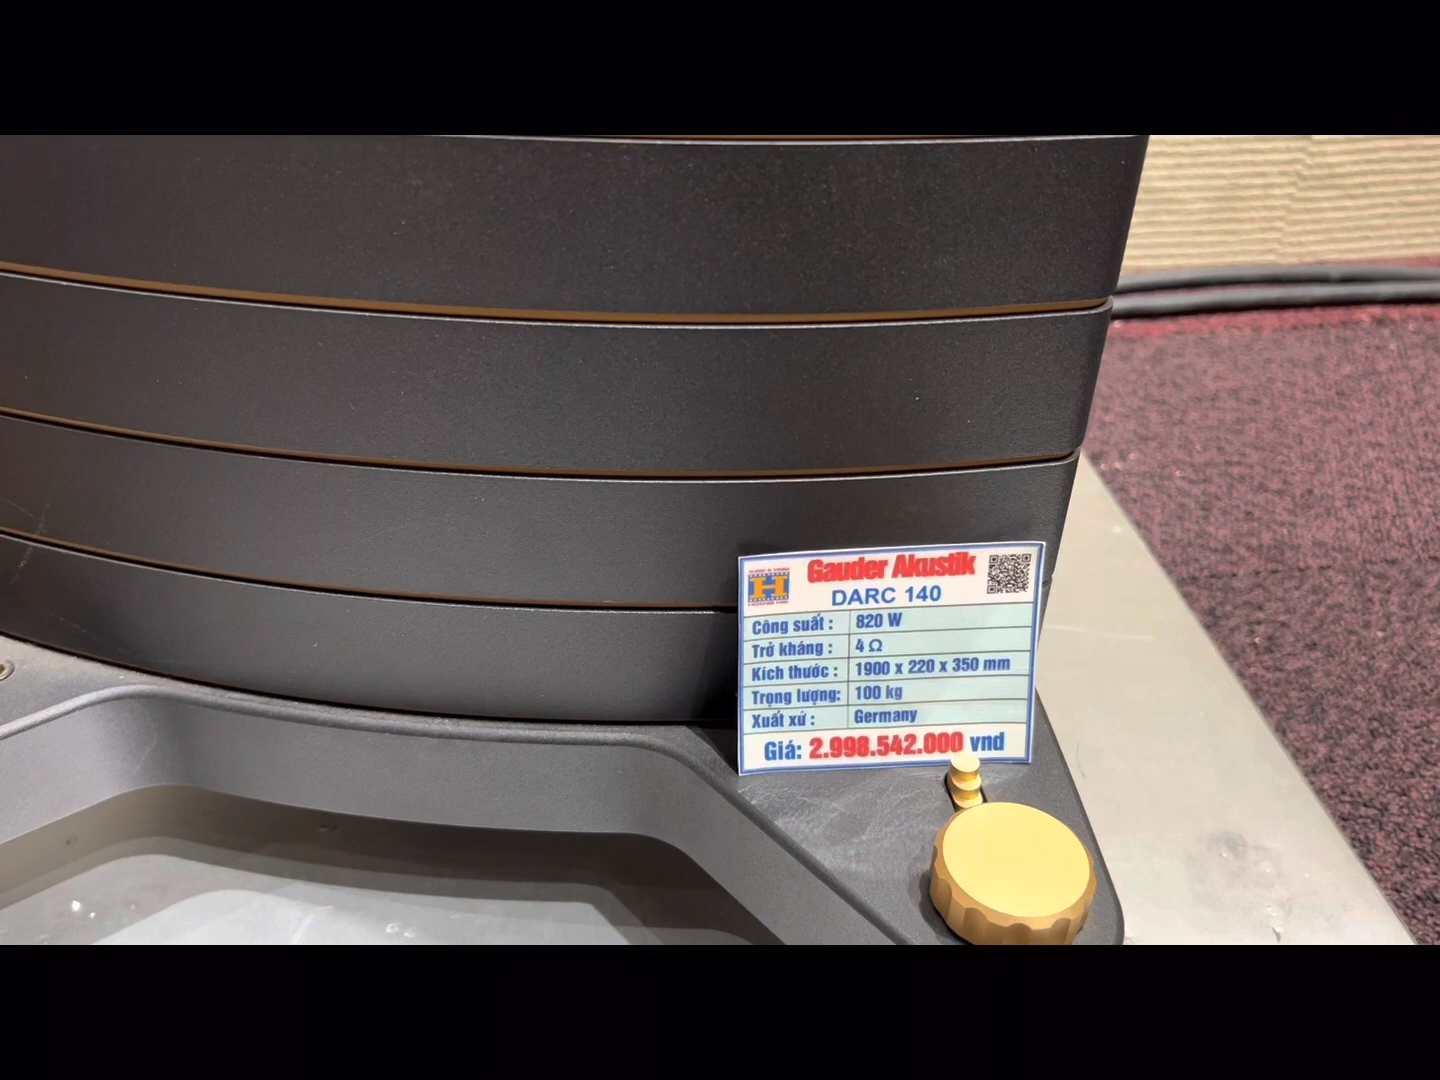 Gauder Akustik
DARC 140
H
Công suất : 820 W
Trở kháng : 4 Ω
Kích thước : 1900 x 220 x 350 mm
Trọng lượng: 100 kg
Xuất xứ : Germany
Giá: 2.998.542.000 vnd